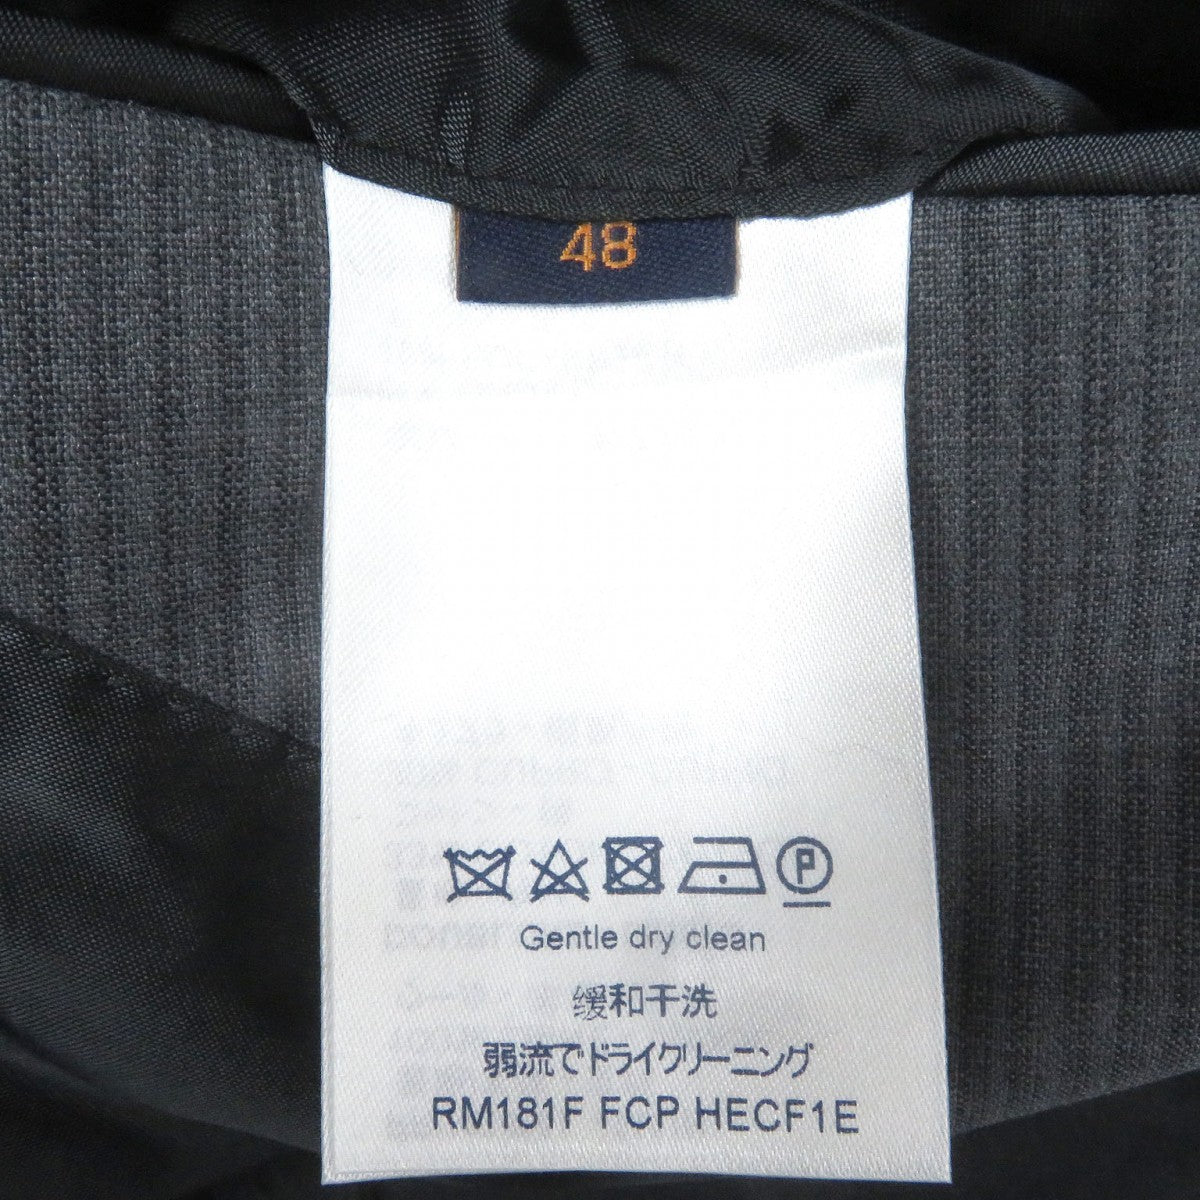 48
P
Gentle dry clean
缓和干洗
弱流でドライクリーニング
RM181F FCP HECF1E